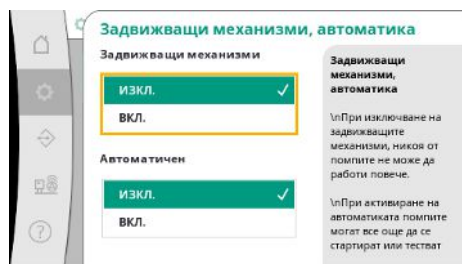 Задвижващи механизми, автоматика
Задвижващи механизми
ИЗКЛ.
ВКЛ.
Автоматичен
ИЗКЛ.
ВКЛ.
Задвижващи
механизми,
автоматика
\nПри изключване на
задвижващите
механизми, никоя от
помпите не може да
работи повече.
\nПри активиране на
автоматиката помпите
могат все още да се
стартират или тестват